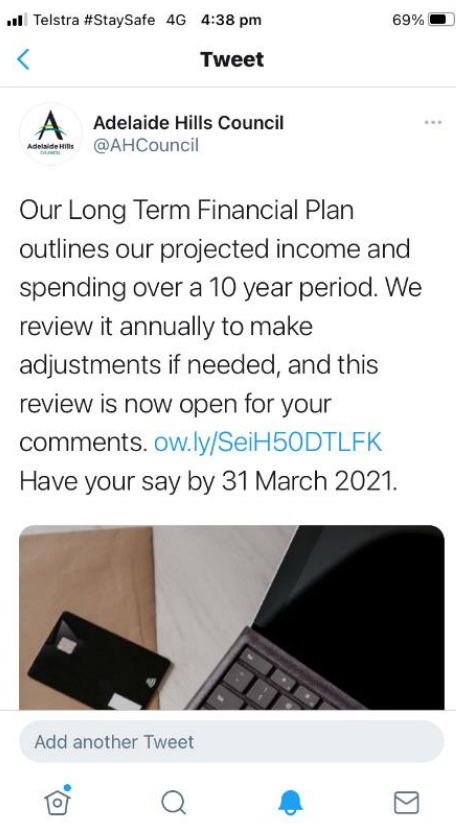 Telstra #StaySafe 4G 4:38 pm 69%
Tweet
Adelaide Hills
COUNCIL
Adelaide Hills Council
@AHCouncil
Our Long Term Financial Plan
outlines our projected income and
spending over a 10 year period. We
review it annually to make
adjustments if needed, and this
review is now open for your
comments. ow.ly/SeiH50DTLFK
Have your say by 31 March 2021.
Add another Tweet